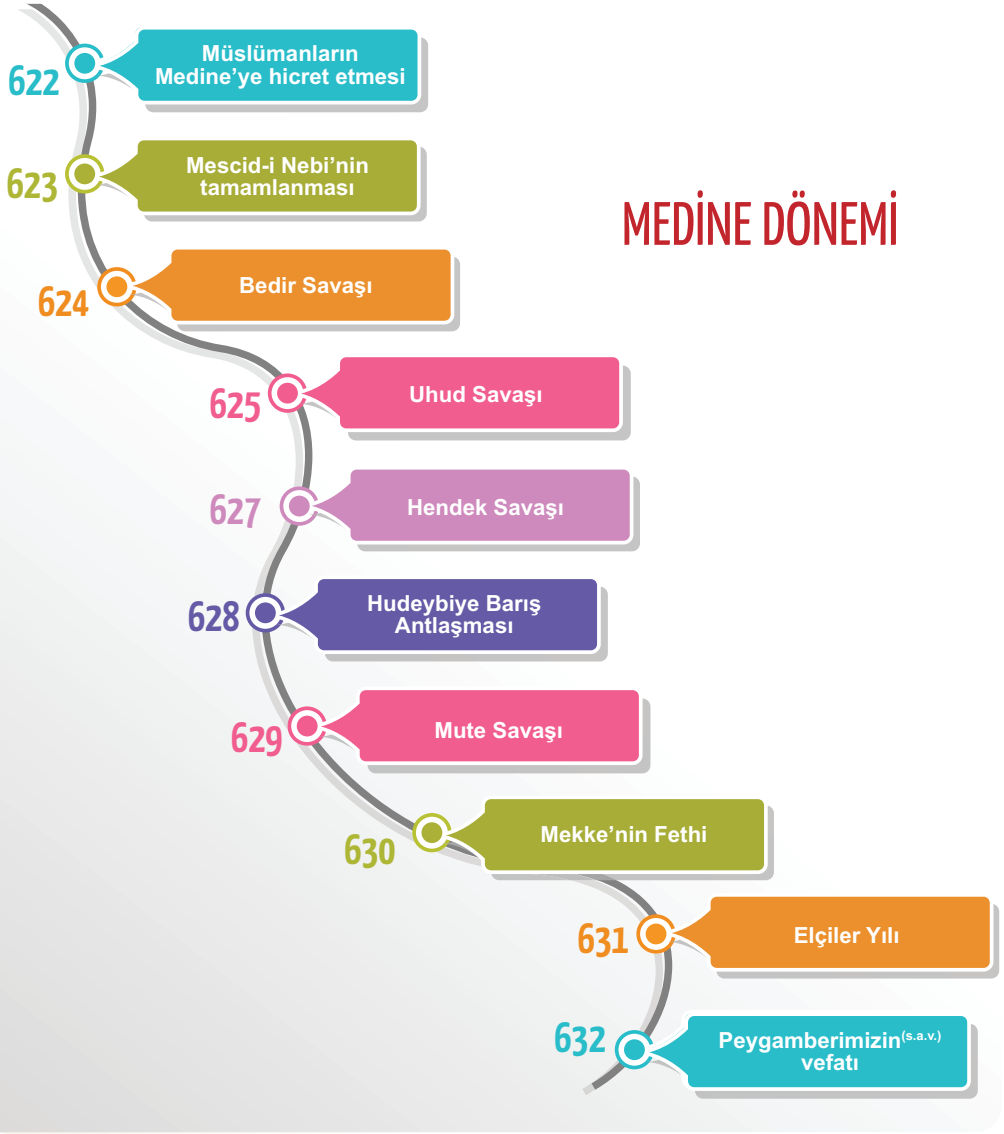 MEDİNE DÖNEMİ
622
Müslümanların
Medine’ye hicret etmesi
623
Mescid-i Nebi’nin
tamamlanması
624
Bedir Savaşı
625
Uhud Savaşı
627
Hendek Savaşı
628
Hudeybiye Barış
Antlaşması
629
Mute Savaşı
630
Mekke’nin Fethi
631
Elçiler Yılı
632
Peygamberimizin(s.a.v.)
vefatı